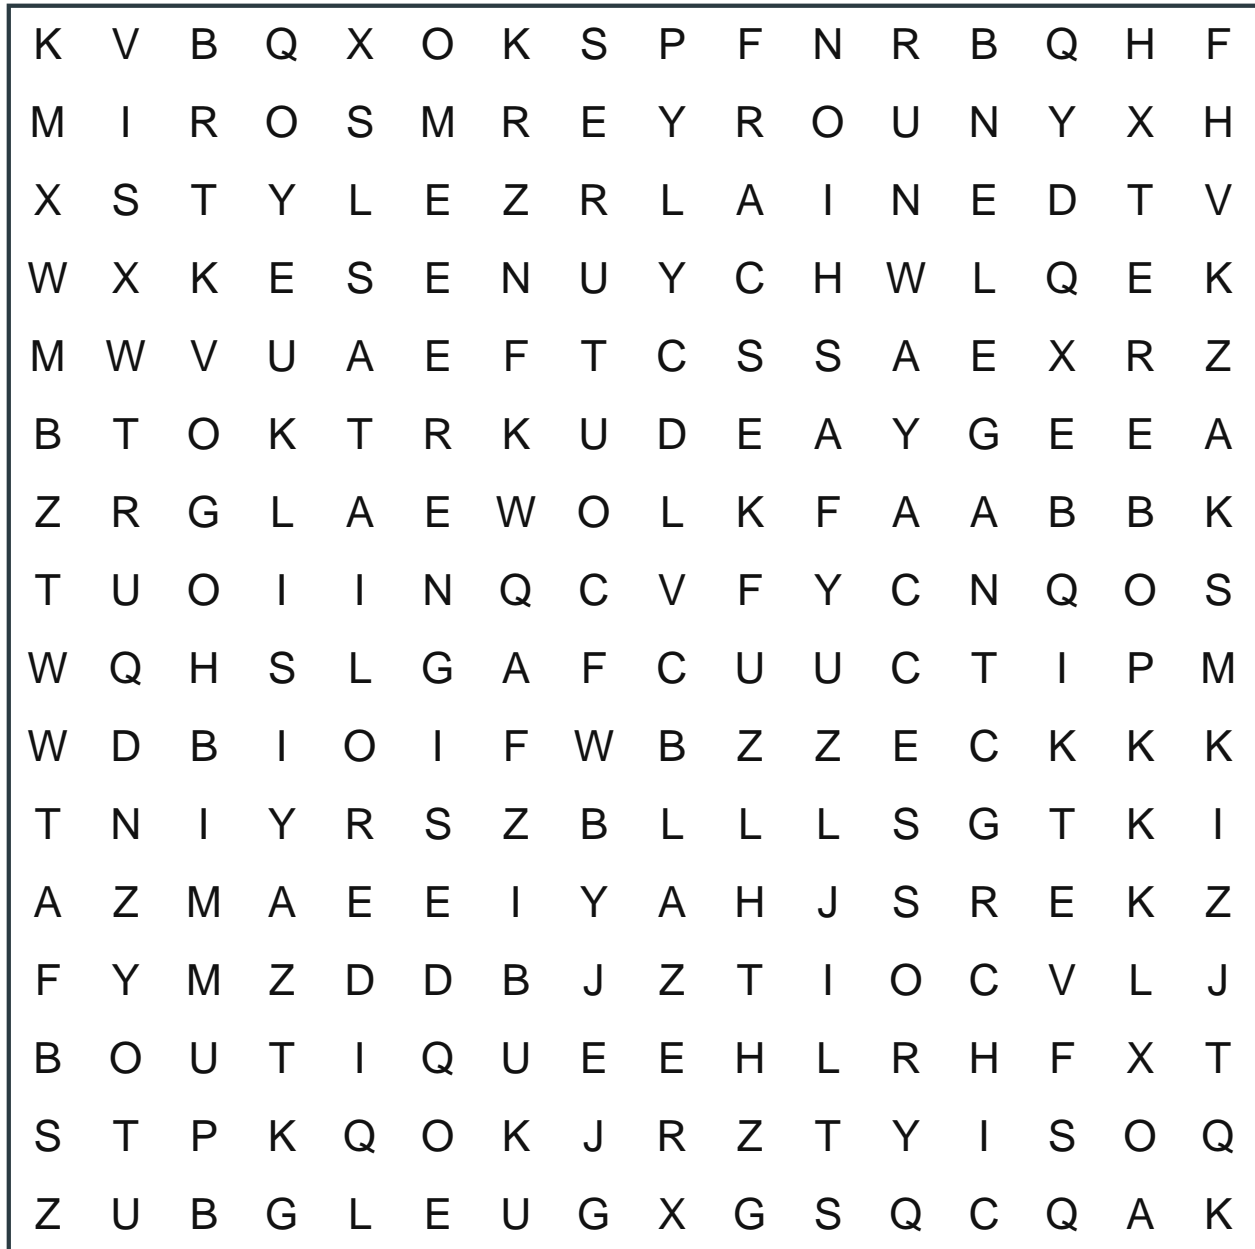 K V B Q X O K S P F N R B Q H F
M I R O S M R E Y R O U N Y X H
X S T Y L E Z R L A I N E D T V
W X K E S E N U Y C H W L Q E K
M W V U A E F T C S S A E X R Z
B T O K T R K U D E A Y G E E A
Z R G L A E W O L K F A A B B K
T U O I I N Q C V F Y C N Q O S
W Q H S L G A F C U U C T I P M
W D B I O I F W B Z Z E C K K K
T N I Y R S Z B L L L S G T K I
A Z M A E E I Y A H J S R E K Z
F Y M Z D D B J Z T I O C V L J
B O U T I Q U E E H L R H F X T
S T P K Q O K J R Z T Y I S O Q
Z U B G L E U G X G S Q C Q A K